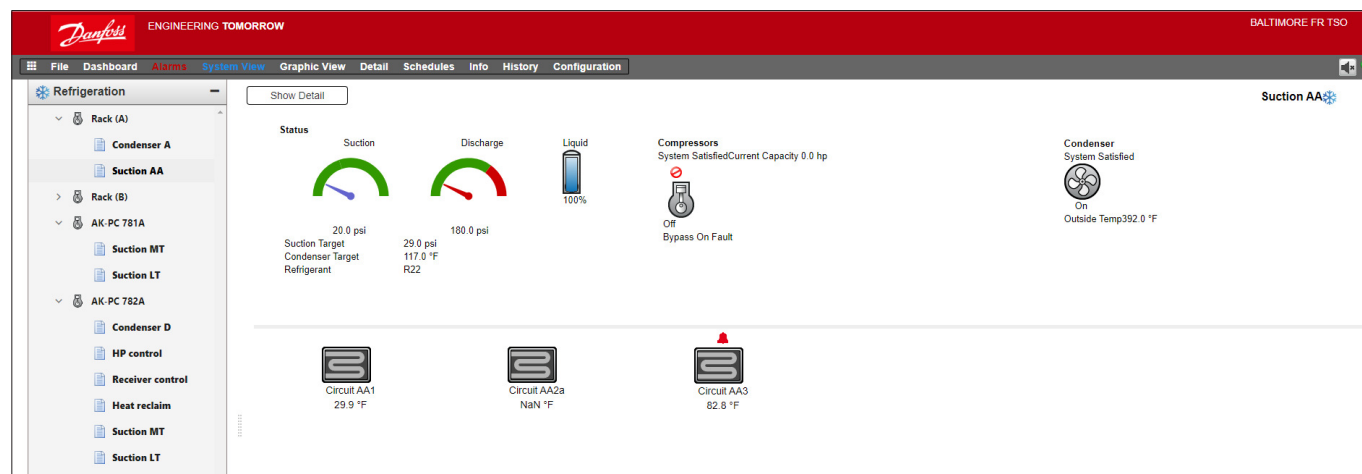 Danfoss ENGINEERING TOMORROW
BALTIMORE FR TSO
File Dashboard Alarms System View Graphic View Detail Schedules Info History Configuration
Refrigeration
Rack (A)
Condenser A
Suction AA
Rack (B)
AK-PC 781A
Suction MT
Suction LT
AK-PC 782A
Condenser D
HP control
Receiver control
Heat reclaim
Suction MT
Suction LT
Show Detail
Suction AA
Status
Suction Discharge Liquid
100%
20.0 psi 180.0 psi
Suction Target 29.0 psi
Condenser Target 117.0 °F
Refrigerant R22
Compressors
System SatisfiedCurrent Capacity 0.0 hp
Off
Bypass On Fault
Condenser
System Satisfied
On
Outside Temp392.0 °F
Circuit AA1 Circuit AA2a Circuit AA3
29.9 °F NaN °F 82.8 °F